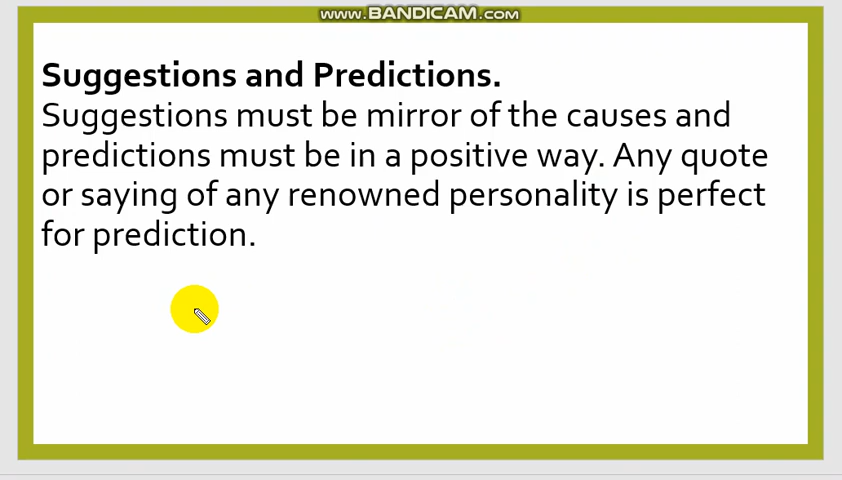 www.BANDICAM.com
Suggestions and Predictions.
Suggestions must be mirror of the causes and
predictions must be in a positive way. Any quote
or saying of any renowned personality is perfect
for prediction.